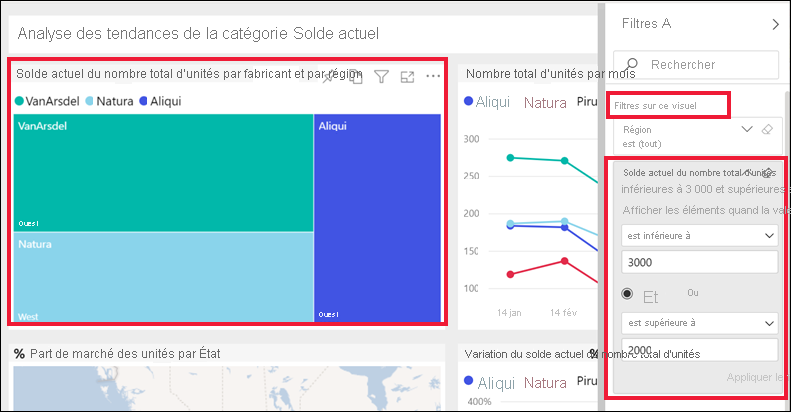 Analyse des tendances de la catégorie Solde actuel
Filtres A
Rechercher
Solde actuel du nombre total d'unités par fabricant et par région
VanArsdel Natura Aliqui
VanArsdel
Ouest
Natura
West
Aliqui
Ouest
Nombre total d'unités par mois
Aliqui Natura Piru
300
250
200
150
100
14 jan 14 fév
Filtres sur ce visuel
Région
est (tout)
Solde actuel du nombre total d'unités
inférieures à 3 000 et supérieures
Afficher les éléments quand la vale
est inférieure à
3000
Et Ou
est supérieure à
2000
Appliquer le
% Part de marché des unités par État
Variation du solde actuel du nombre total d'unités
%
Aliqui Natura Piru
400%